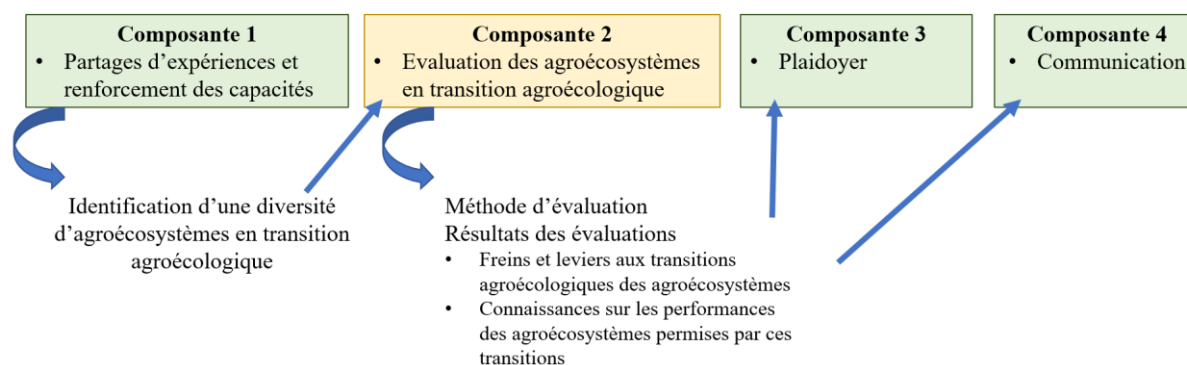 Composante 1
• Partages d’expériences et
renforcement des capacités
Composante 2
• Evaluation des agroécosystèmes
en transition agroécologique
Composante 3
• Plaidoyer
Composante 4
• Communication
Identification d’une diversité
d’agroécosystèmes en transition
agroécologique
Méthode d’évaluation
Résultats des évaluations
• Freins et leviers aux transitions
agroécologiques des agroécosystèmes
• Connaissances sur les performances
des agroécosystèmes permises par ces
transitions